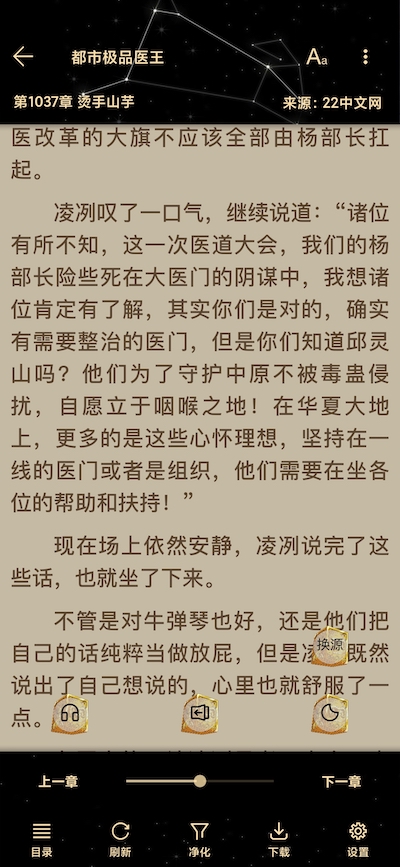 都市极品医王
Aa
第1037章 烫手山芋
来源：22中文网
医改革的大旗不应该全部由杨部长扛
起。
凌冽叹了一口气，继续说道：“诸位
有所不知，这一次医道大会，我们的杨
部长险些死在大医门的阴谋中，我想诸
位肯定有了解，其实你们是对的，确实
有需要整治的医门，但是你们知道邱灵
山吗？他们为了守护中原不被毒蛊侵
扰，自愿立于咽喉之地！在华夏大地
上，更多的是这些心怀理想，坚持在一
线的医门或者是组织，他们需要在坐各
位的帮助和扶持！”
现在场上依然安静，凌冽说完了这
些话，也就坐了下来。
不管是对牛弹琴也好，还是他们把
自己的话纯粹当做放屁，但是凌 既然
换源
说出了自己想说的，心里也就舒服了一
点。
上一章
下一章
目录
刷新
净化
下载
设置